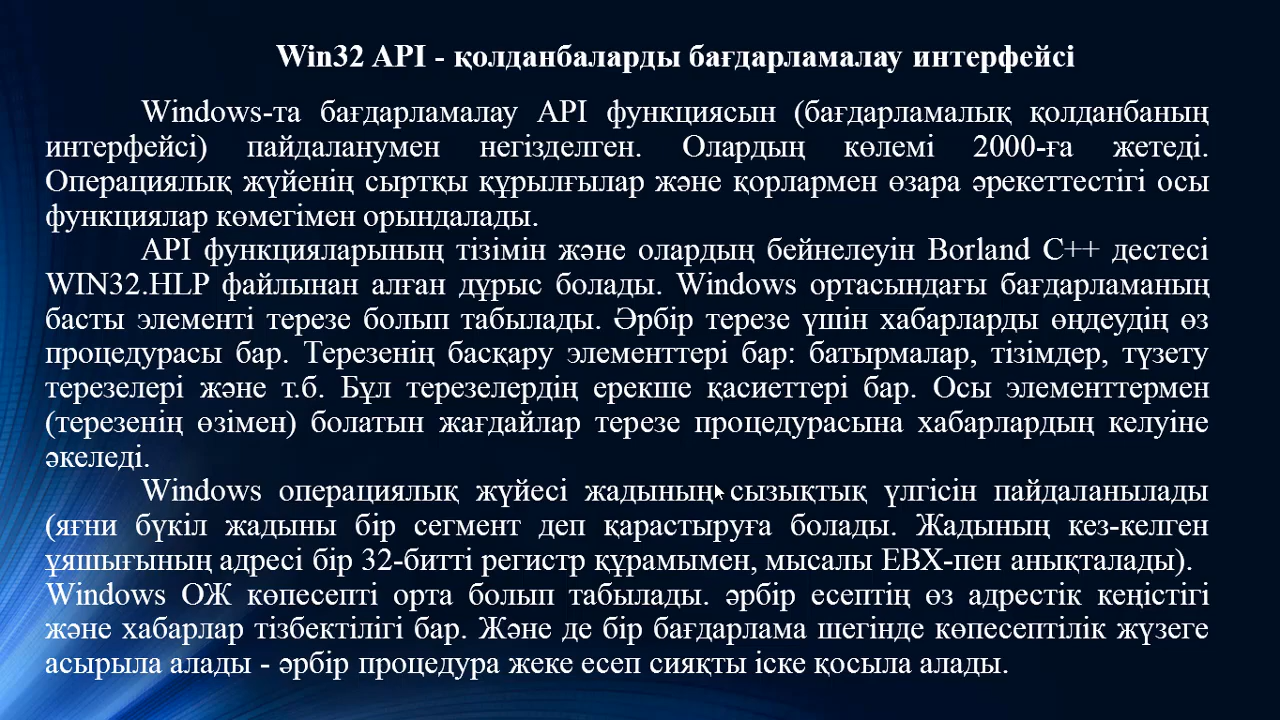 Win32 API - қолданбаларды бағдарламалау интерфейсі
Windows-та бағдарламалау API функциясын (бағдарламалық қолданбаның
интерфейсі) пайдаланумен негізделген. Олардың көлемі 2000-ға жетеді.
Операциялық жүйенің сыртқы құрылғылар және қорлармен өзара әрекеттестігі осы
функциялар көмегімен орындалады.
API функцияларының тізімін және олардың бейнелеуін Borland C++ дестесі
WIN32.HLP файлынан алған дұрыс болады. Windows ортасындағы бағдарламаның
басты элементі терезе болып табылады. Әрбір терезе үшін хабарларды өңдеудің өз
процедурасы бар. Терезенің басқару элементтері бар: батырмалар, тізімдер, түзету
терезелері және т.б. Бұл терезелердің ерекше қасиеттері бар. Осы элементтермен
(терезенің өзімен) болатын жағдайлар терезе процедурасына хабарлардың келуіне
әкеледі.
Windows операциялық жүйесі жадының сызықтық үлгісін пайдаланылады
(яғни бүкіл жадыны бір сегмент деп қарастыруға болады. Жадының кез-келген
ұяшығының адресі бір 32-битті регистр құрамымен, мысалы EBX-пен анықталады).
Windows ОЖ көпесепті орта болып табылады. әрбір есептің өз адрестік кеңістігі
және хабарлар тізбектілігі бар. Және де бір бағдарлама шегінде көпесептілік жүзеге
асырыла алады - әрбір процедура жеке есеп сияқты іске қосыла алады.